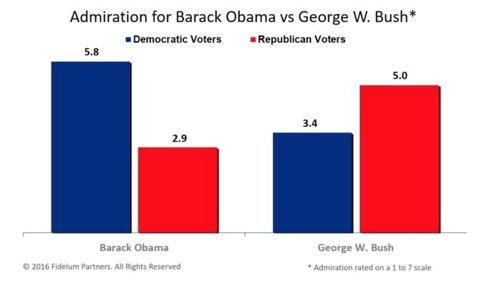 Admiration for Barack Obama vs George W. Bush*
Democratic Voters Republican Voters
5.8
2.9
3.4
5.0
Barack Obama George W. Bush
© 2016 Fidelum Partners. All Rights Reserved * Admiration rated on a 1 to 7 scale